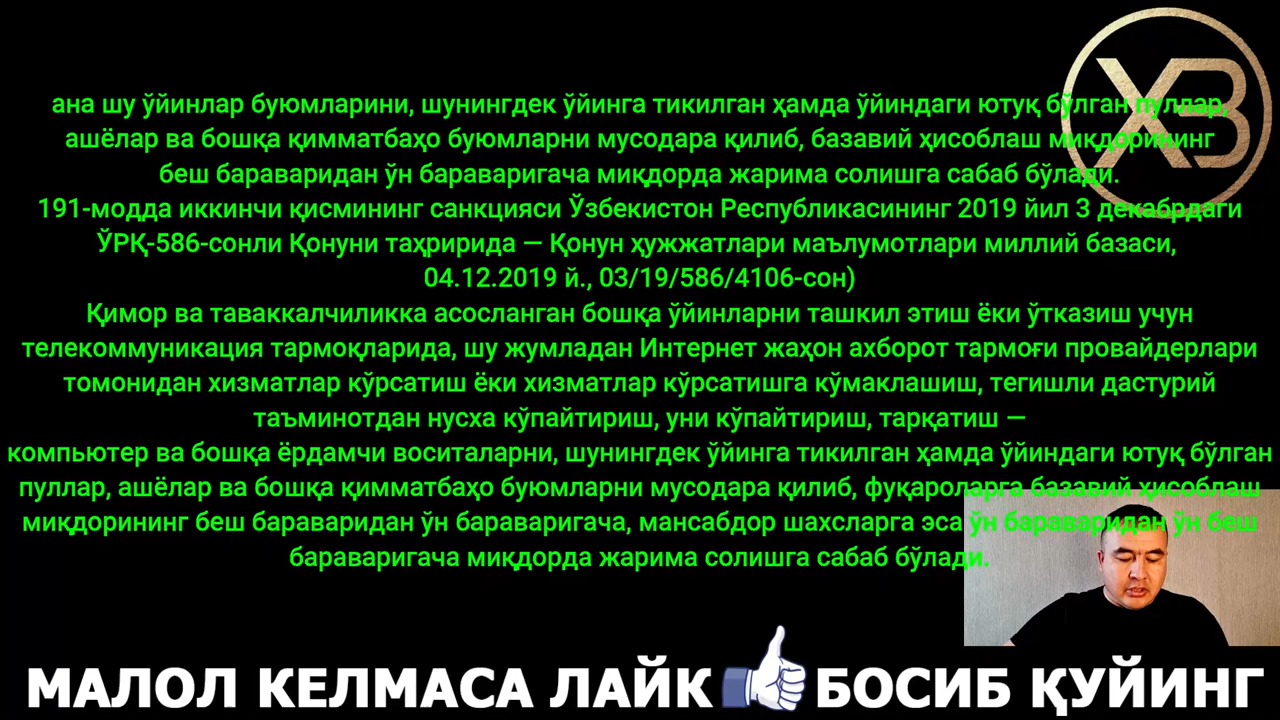 XB
ана шу ўйинлар буюмларини, шунингдек ўйинга тикилган ҳамда ўйиндаги ютуқ бўлган пуллар,
ашёлар ва бошқа қимматбаҳо буюмларни мусодара қилиб, базавий ҳисоблаш миқдорининг
беш бараваридан ўн бараваригача миқдорда жарима солишга сабаб бўлади.
191-модда иккинчи қисмининг санкцияси Ўзбекистон Республикасининг 2019 йил 3 декабрдаги
ЎРҚ-586-сонли Қонуни таҳририда — Қонун ҳужжатлари маълумотлари миллий базаси,
04.12.2019 й., 03/19/586/4106-сон)
Қимор ва таваккалчиликка асосланган бошқа ўйинларни ташкил этиш ёки ўтказиш учун
телекоммуникация тармоқларида, шу жумладан Интернет жаҳон ахборот тармоғи провайдерлари
томонидан хизматлар кўрсатиш ёки хизматлар кўрсатишга кўмаклашиш, тегишли дастурий
таъминотдан нусха кўпайтириш, уни кўпайтириш, тарқатиш —
компьютер ва бошқа ёрдамчи воситаларни, шунингдек ўйинга тикилган ҳамда ўйиндаги ютуқ бўлган
пуллар, ашёлар ва бошқа қимматбаҳо буюмларни мусодара қилиб, фуқароларга базавий ҳисоблаш
миқдорининг беш бараваридан ўн бараваригача, мансабдор шахсларга эса ўн бараваридан ўн беш
бараваригача миқдорда жарима солишга сабаб бўлади.
МАЛОЛ КЕЛМАСА ЛАЙК БОСИБ ҚУЙИНГ